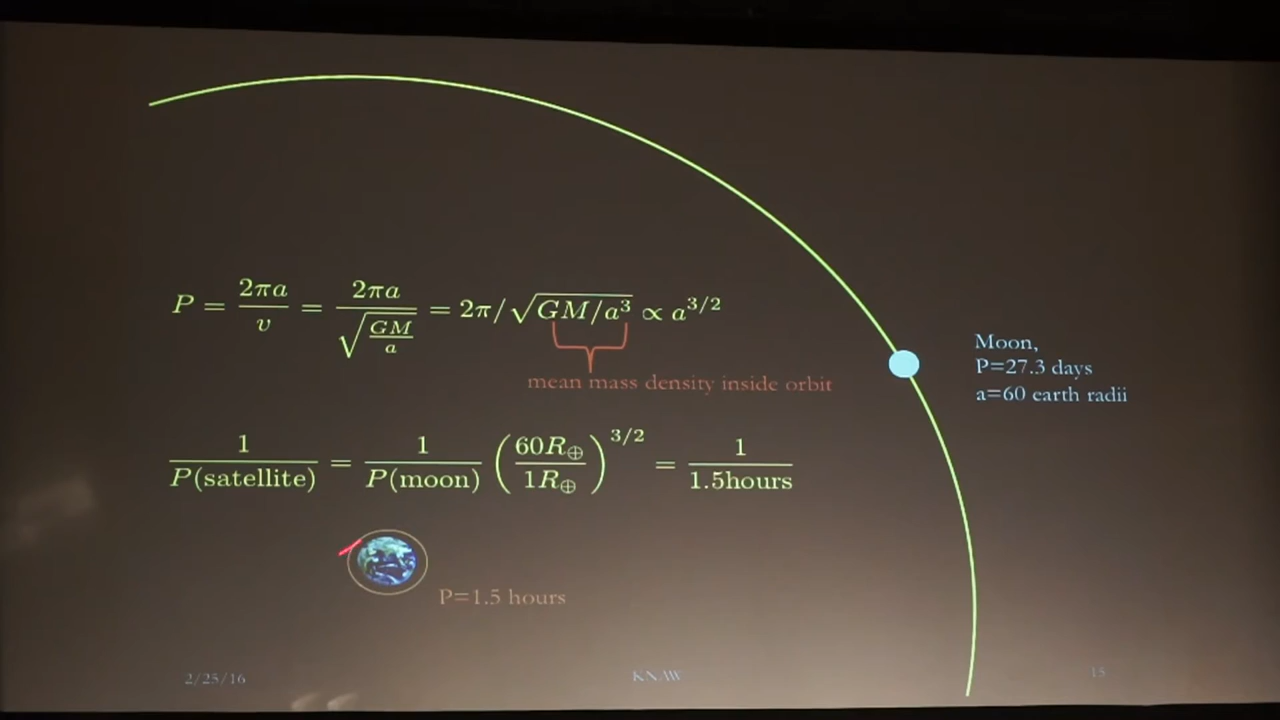 P = 2πa / v = 2πa / √(GM/a) = 2π/√(GM/a³) ∝ a^{3/2}
mean mass density inside orbit
Moon,
P=27.3 days
a=60 earth radii
1 / P(satellite) = 1 / P(moon) (60R⊕ / 1R⊕)^{3/2} = 1 / 1.5hours
P=1.5 hours
2/25/16
KNAW
15